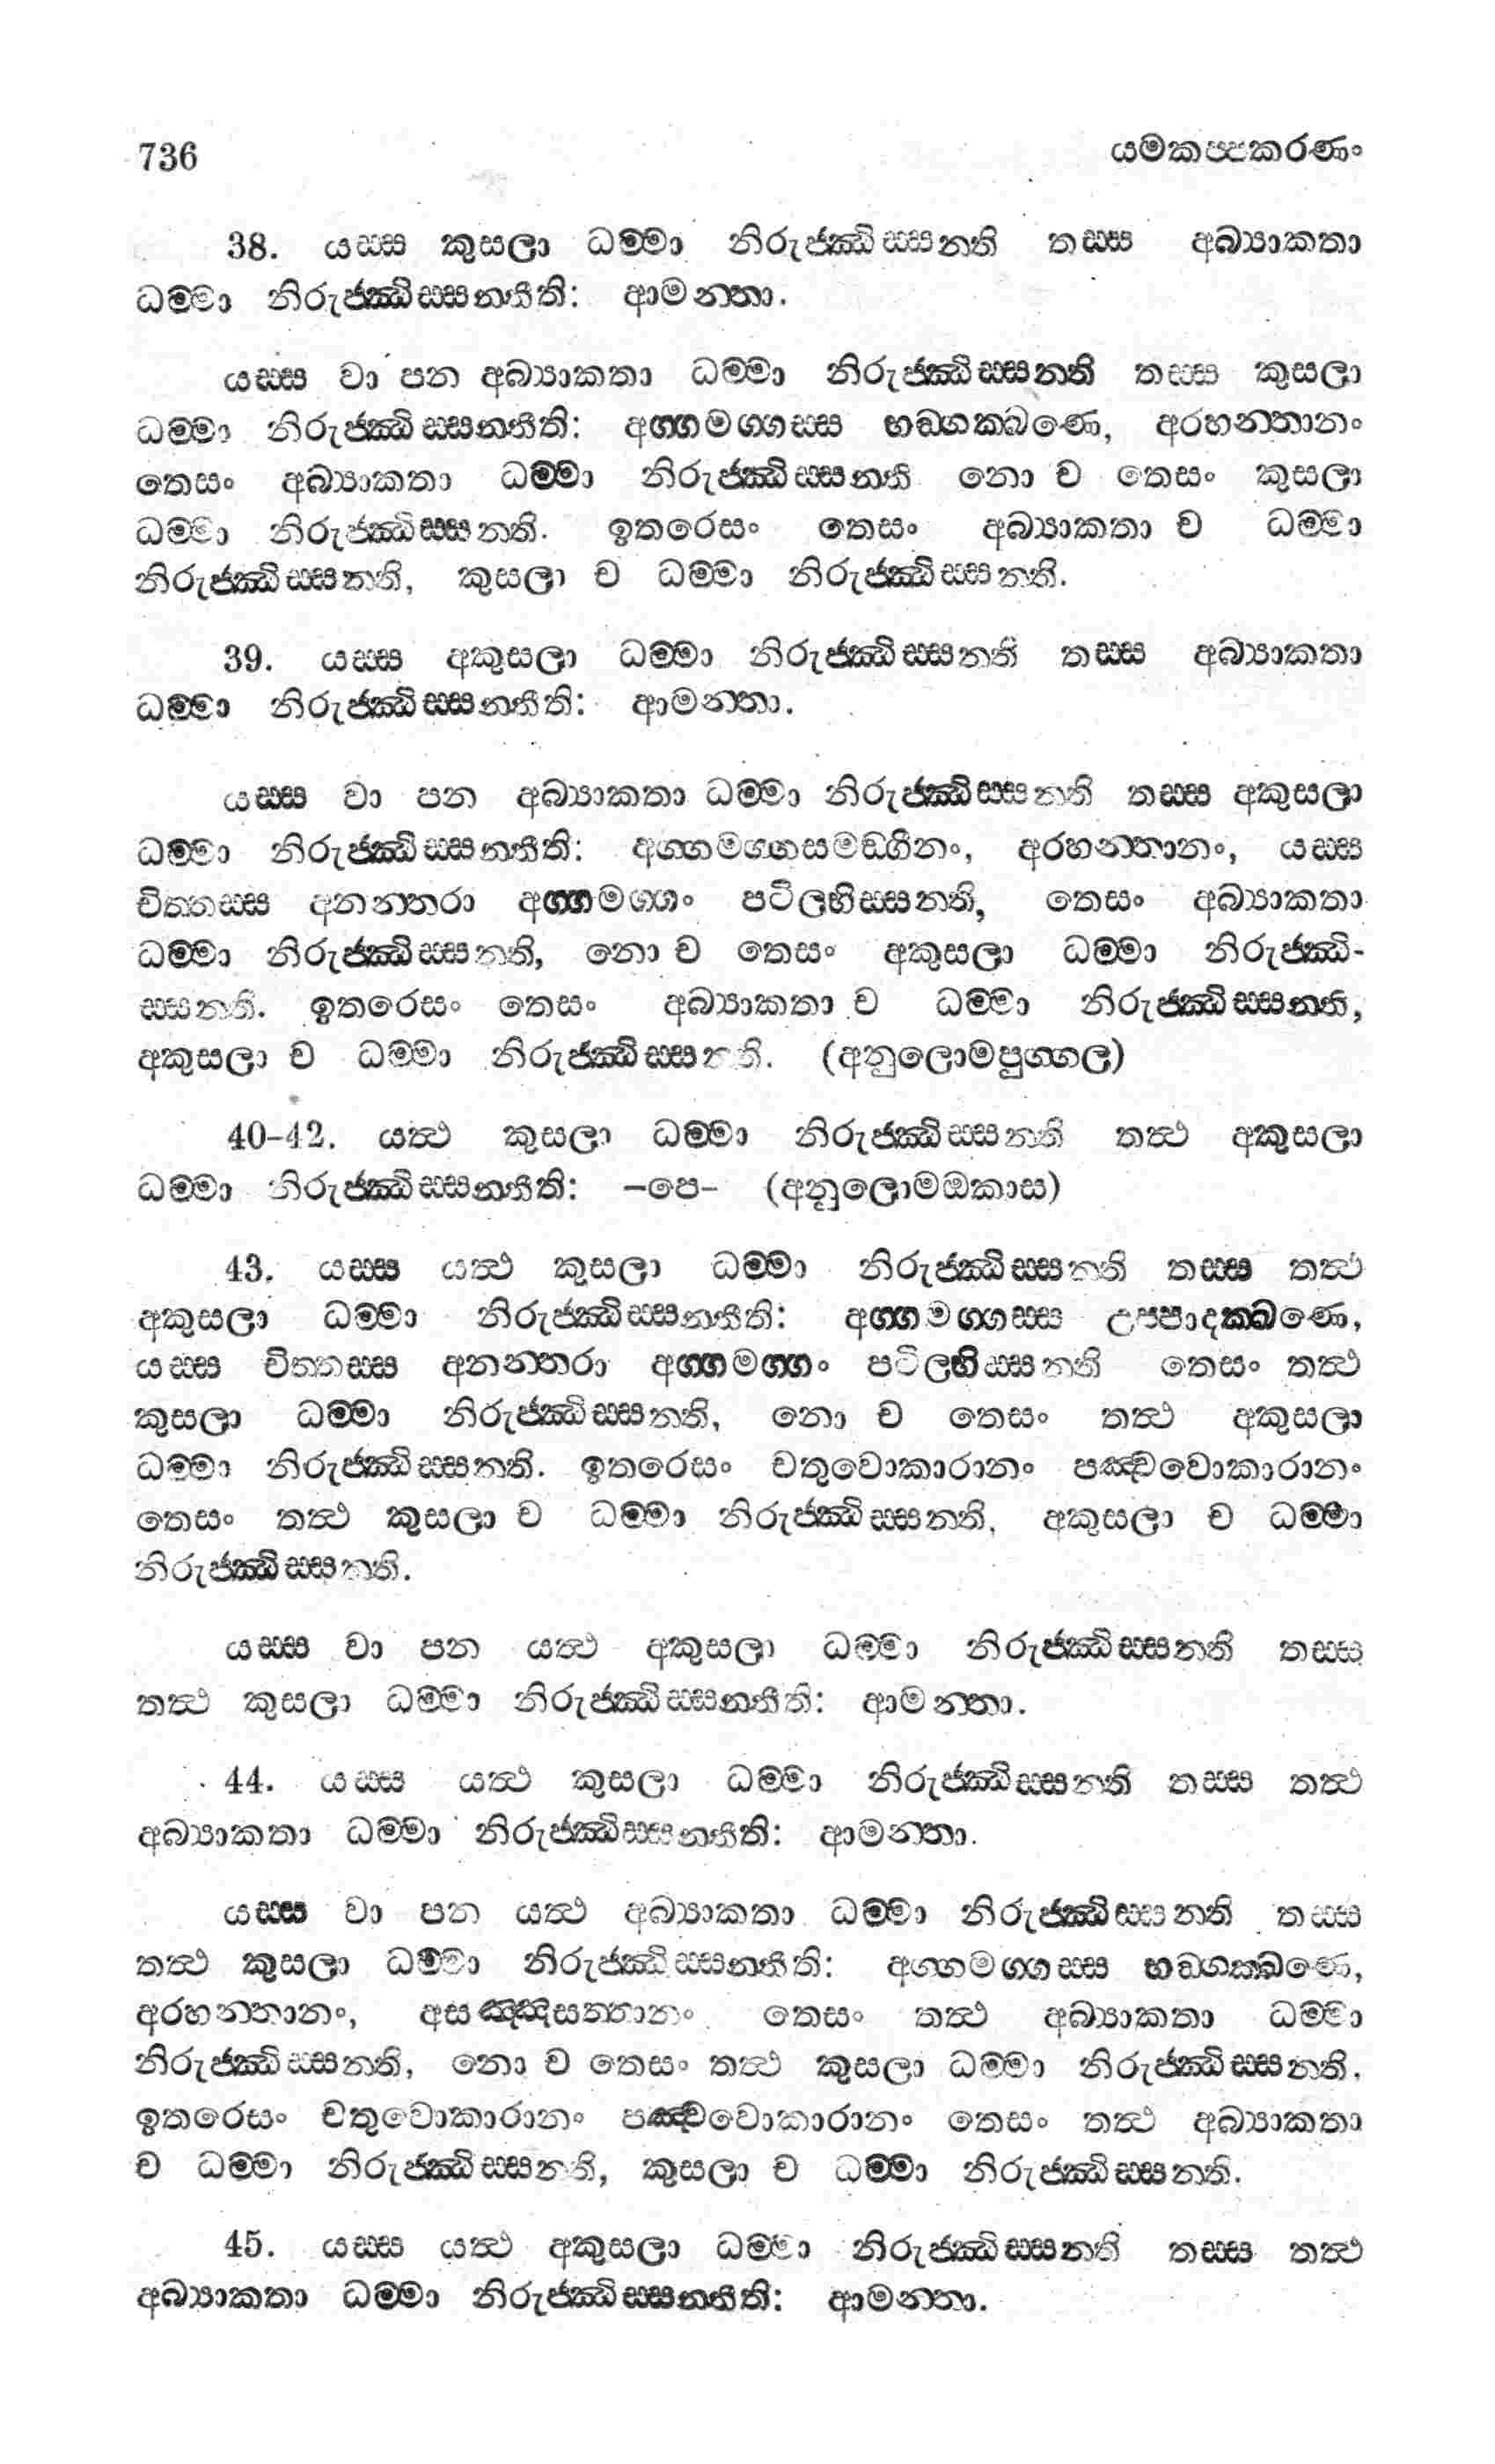 736
යමකප්පකරණං
38. යස්ස කුසලා ධම්මා නිරුජ්ඣිස්සන්ති තස්ස අබ්‍යාකතා
ධම්මා නිරුජ්ඣිස්සන්තීති: ආමන්තා.
යස්ස වා පන අබ්‍යාකතා ධම්මා නිරුජ්ඣිස්සන්ති තස්ස කුසලා
ධම්මා නිරුජ්ඣිස්සන්තීති: අග්ගමග්ගස්ස භඞ්ගක්ඛණෙ, අරහන්තානං
තෙසං අබ්‍යාකතා ධම්මා නිරුජ්ඣිස්සන්ති නො ච තෙසං කුසලා
ධම්මා නිරුජ්ඣිස්සන්ති. ඉතරෙසං තෙසං අබ්‍යාකතා ච ධම්මා
නිරුජ්ඣිස්සන්ති, කුසලා ච ධම්මා නිරුජ්ඣිස්සන්ති.
39. යස්ස අකුසලා ධම්මා නිරුජ්ඣිස්සන්ති තස්ස අබ්‍යාකතා
ධම්මා නිරුජ්ඣිස්සන්තීති: ආමන්තා.
යස්ස වා පන අබ්‍යාකතා ධම්මා නිරුජ්ඣිස්සන්ති තස්ස අකුසලා
ධම්මා නිරුජ්ඣිස්සන්තීති: අග්ගමග්ගසමඞ්ගීනං, අරහන්තානං, යස්ස
චිත්තස්ස අනන්තරා අග්ගමග්ගං පටිලභිස්සන්ති, තෙසං අබ්‍යාකතා
ධම්මා නිරුජ්ඣිස්සන්ති, නො ච තෙසං අකුසලා ධම්මා නිරුජ්ඣි-
ස්සන්ති. ඉතරෙසං තෙසං අබ්‍යාකතා ච ධම්මා නිරුජ්ඣිස්සන්ති,
අකුසලා ච ධම්මා නිරුජ්ඣිස්සන්ති. (අනුලොමපුග්ගල)
40-42. යත්ථ කුසලා ධම්මා නිරුජ්ඣිස්සන්ති තත්ථ අකුසලා
ධම්මා නිරුජ්ඣිස්සන්තීති: -පෙ- (අනූලොමඔකාස)
43. යස්ස යත්ථ කුසලා ධම්මා නිරුජ්ඣිස්සන්ති තස්ස තත්ථ
අකුසලා ධම්මා නිරුජ්ඣිස්සන්තීති: අග්ගමග්ගස්ස උප්පාදක්ඛණෙ,
යස්ස චිත්තස්ස අනන්තරා අග්ගමග්ගං පටිලභිස්සන්ති තෙසං තත්ථ
කුසලා ධම්මා නිරුජ්ඣිස්සන්ති, නො ච තෙසං තත්ථ අකුසලා
ධම්මා නිරුජ්ඣිස්සන්ති. ඉතරෙසං චතුවොකාරානං පඤ්චවොකාරානං
තෙසං තත්ථ කුසලා ච ධම්මා නිරුජ්ඣිස්සන්ති, අකුසලා ච ධම්මා
නිරුජ්ඣිස්සන්ති.
යස්ස වා පන යත්ථ අකුසලා ධම්මා නිරුජ්ඣිස්සන්ති තස්ස
තත්ථ කුසලා ධම්මා නිරුජ්ඣිස්සන්තීති: ආමන්තා.
44. යස්ස යත්ථ කුසලා ධම්මා නිරුජ්ඣිස්සන්ති තස්ස තත්ථ
අබ්‍යාකතා ධම්මා නිරුජ්ඣිස්සන්තීති: ආමන්තා.
යස්ස වා පන යත්ථ අබ්‍යාකතා ධම්මා නිරුජ්ඣිස්සන්ති තස්ස
තත්ථ කුසලා ධම්මා නිරුජ්ඣිස්සන්තීති: අග්ගමග්ගස්ස භඞ්ගක්ඛණෙ,
අරහන්තානං, අසඤ්ඤසත්තානං තෙසං තත්ථ අබ්‍යාකතා ධම්මා
නිරුජ්ඣිස්සන්ති, නො ච තෙසං තත්ථ කුසලා ධම්මා නිරුජ්ඣිස්සන්ති.
ඉතරෙසං චතුවොකාරානං පඤ්චවොකාරානං තෙසං තත්ථ අබ්‍යාකතා
ච ධම්මා නිරුජ්ඣිස්සන්ති, කුසලා ච ධම්මා නිරුජ්ඣිස්සන්ති.
45. යස්ස යත්ථ අකුසලා ධම්මා නිරුජ්ඣිස්සන්ති තස්ස තත්ථ
අබ්‍යාකතා ධම්මා නිරුජ්ඣිස්සන්තීති: ආමන්තා.